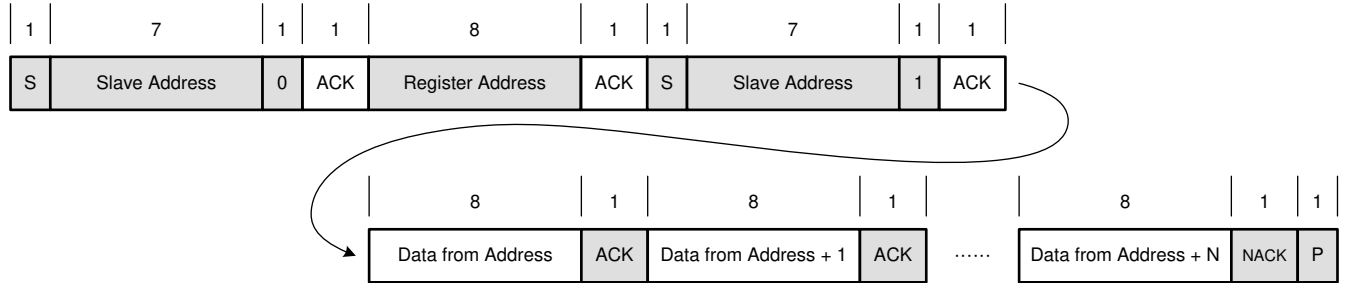 1 7 1 1 8 1 1 7 1 1
S Slave Address 0 ACK Register Address ACK S Slave Address 1 ACK
8 1 8 1 8 1 1
Data from Address ACK Data from Address + 1 ACK ...... Data from Address + N NACK P